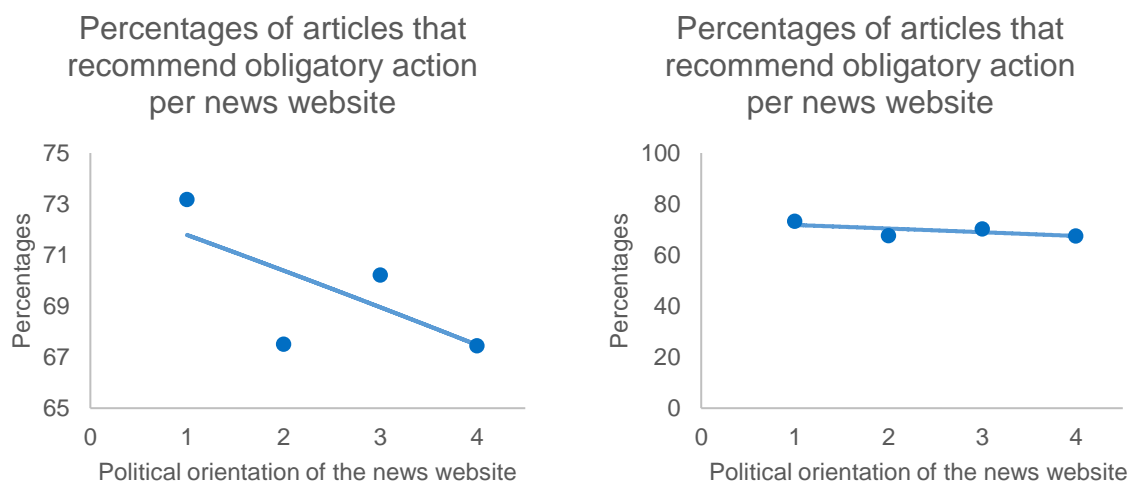 Percentages of articles that
recommend obligatory action
per news website
75
73
71
69
67
65
Percentages
0 1 2 3 4
Political orientation of the news website
Percentages of articles that
recommend obligatory action
per news website
100
80
60
40
20
0
Percentages
0 1 2 3 4
Political orientation of the news website